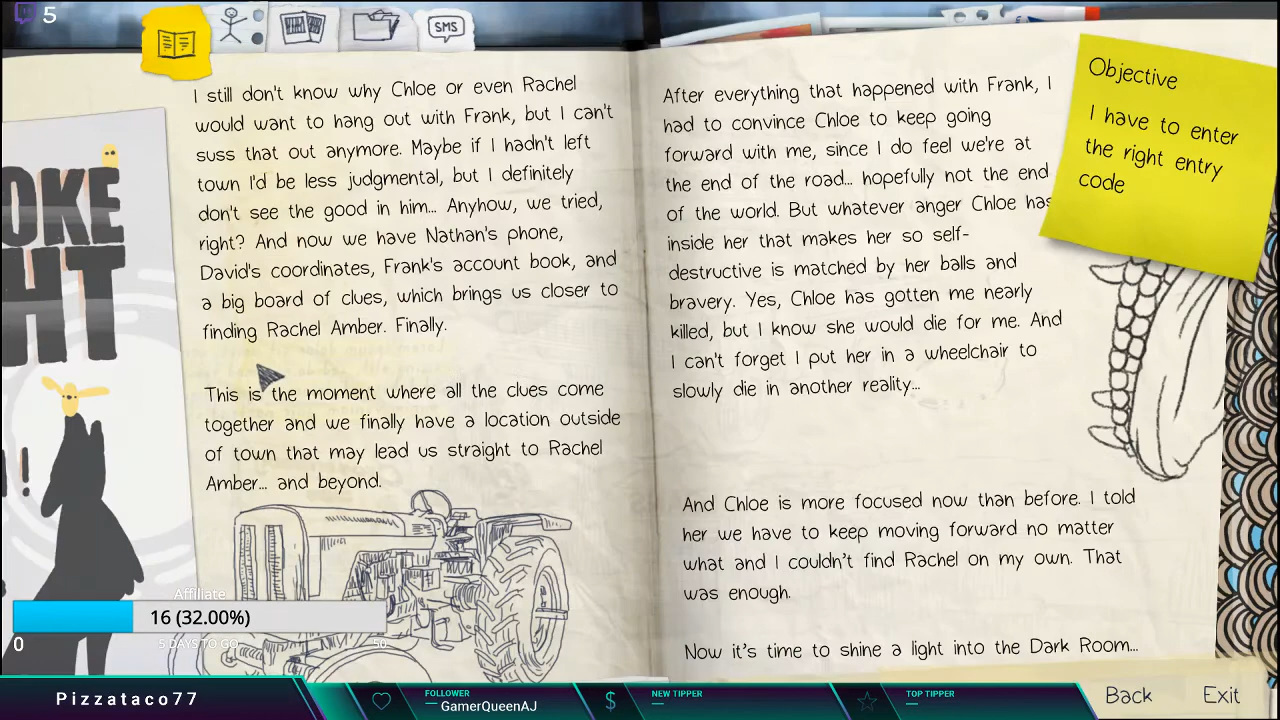 5
SMS
OKE
HT
!
I still don't know why Chloe or even Rachel
would want to hang out with Frank, but I can't
suss that out anymore. Maybe if I hadn't left
town I'd be less judgmental, but I definitely
don't see the good in him... Anyhow, we tried,
right? And now we have Nathan's phone,
David's coordinates, Frank's account book, and
a big board of clues, which brings us closer to
finding Rachel Amber. Finally.
This is the moment where all the clues come
together and we finally have a location outside
of town that may lead us straight to Rachel
Amber... and beyond.
After everything that happened with Frank, I
had to convince Chloe to keep going
forward with me, since I do feel we're at
the end of the road... hopefully not the end
of the world. But whatever anger Chloe has
inside her that makes her so self-
destructive is matched by her balls and
bravery. Yes, Chloe has gotten me nearly
killed, but I know she would die for me. And
I can't forget I put her in a wheelchair to
slowly die in another reality...
And Chloe is more focused now than before. I told
her we have to keep moving forward no matter
what and I couldn't find Rachel on my own. That
was enough.
Now it's time to shine a light into the Dark Room...
Objective
I have to enter
the right entry
code
Affiliate
16 (32.00%)
0 5 DAYS TO GO 50
Pizzataco77
FOLLOWER
GamerQueenAJ
$
NEW TIPPER
TOP TIPPER
Back Exit